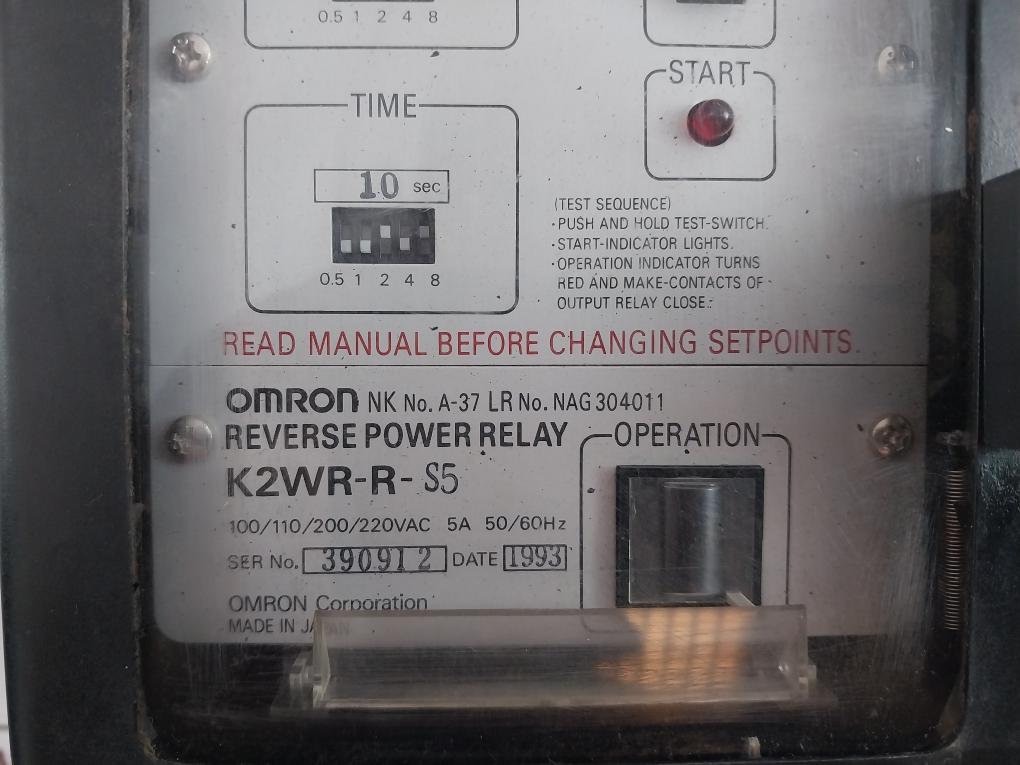 0.5 1 2 4 8
START
TIME
10 sec
0.5 1 2 4 8
(TEST SEQUENCE)
·PUSH AND HOLD TEST-SWITCH.
·START-INDICATOR LIGHTS.
·OPERATION INDICATOR TURNS
RED AND MAKE-CONTACTS OF
OUTPUT RELAY CLOSE.
READ MANUAL BEFORE CHANGING SETPOINTS.
OMRON NK No. A-37 LR No. NAG 304011
REVERSE POWER RELAY
K2WR-R-S5
OPERATION
100/110/200/220VAC 5A 50/60Hz
SER No. 390912 DATE 1993
OMRON Corporation
MADE IN JAPAN